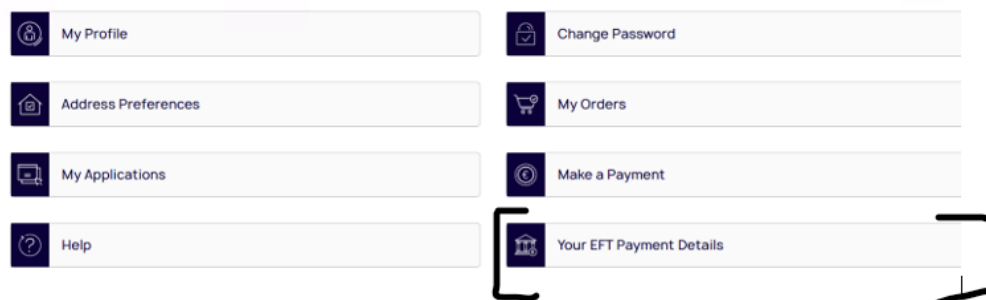 My Profile
Change Password
Address Preferences
My Orders
My Applications
Make a Payment
Help
Your EFT Payment Details